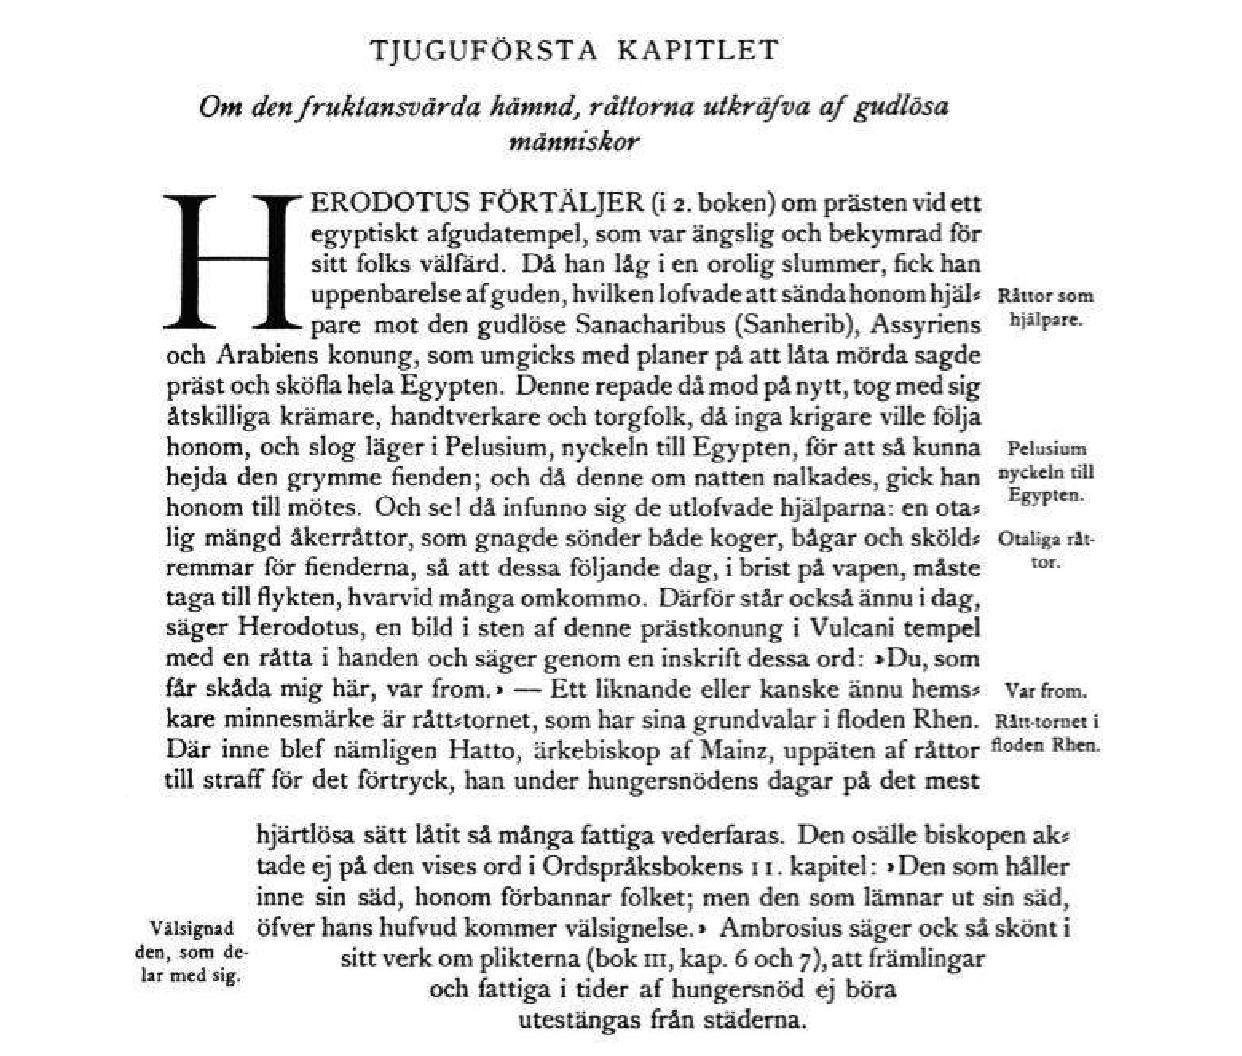 TJUGUFÖRSTA KAPITLET
Om den fruktansvärda hämnd, råttorna utkräfva af gudlösa
människor
HERODOTUS FÖRTÄLJER (i 2. boken) om prästen vid ett
egyptiskt afgudatempel, som var ängslig och bekymrad för
sitt folks välfärd. Då han låg i en orolig slummer, fick han
uppenbarelse af guden, hvilken lofvade att sända honom hjäl⸗
pare mot den gudlöse Sanacharibus (Sanherib), Assyriens
Råttor som
hjälpare.
och Arabiens konung, som umgicks med planer på att låta mörda sagde
präst och sköfla hela Egypten. Denne repade då mod på nytt, tog med sig
åtskilliga krämare, handtverkare och torgfolk, då inga krigare ville följa
honom, och slog läger i Pelusium, nyckeln till Egypten, för att så kunna
hejda den grymme fienden; och då denne om natten nalkades, gick han
Pelusium
nyckeln till
Egypten.
honom till mötes. Och se! då infunno sig de utlofvade hjälparna: en ota⸗
lig mängd åkerråttor, som gnagde sönder både koger, bågar och sköld⸗
remmar för fienderna, så att dessa följande dag, i brist på vapen, måste
Otaliga råt-
tor.
taga till flykten, hvarvid många omkommo. Därför står också ännu i dag,
säger Herodotus, en bild i sten af denne prästkonung i Vulcani tempel
med en råtta i handen och säger genom en inskrift dessa ord: »Du, som
får skåda mig här, var from.» — Ett liknande eller kanske ännu hems⸗
Var from.
kare minnesmärke är rått⸗tornet, som har sina grundvalar i floden Rhen.
Där inne blef nämligen Hatto, ärkebiskop af Mainz, uppäten af råttor
Rått-tornet i
floden Rhen.
till straff för det förtryck, han under hungersnödens dagar på det mest
hjärtlösa sätt låtit så många fattiga vederfaras. Den osälle biskopen ak⸗
tade ej på den vises ord i Ordspråksbokens 11. kapitel: »Den som håller
inne sin säd, honom förbannar folket; men den som lämnar ut sin säd,
öfver hans hufvud kommer välsignelse.» Ambrosius säger ock så skönt i
Välsignad
den, som de-
lar med sig.
sitt verk om plikterna (bok III, kap. 6 och 7), att främlingar
och fattiga i tider af hungersnöd ej böra
utestängas från städerna.